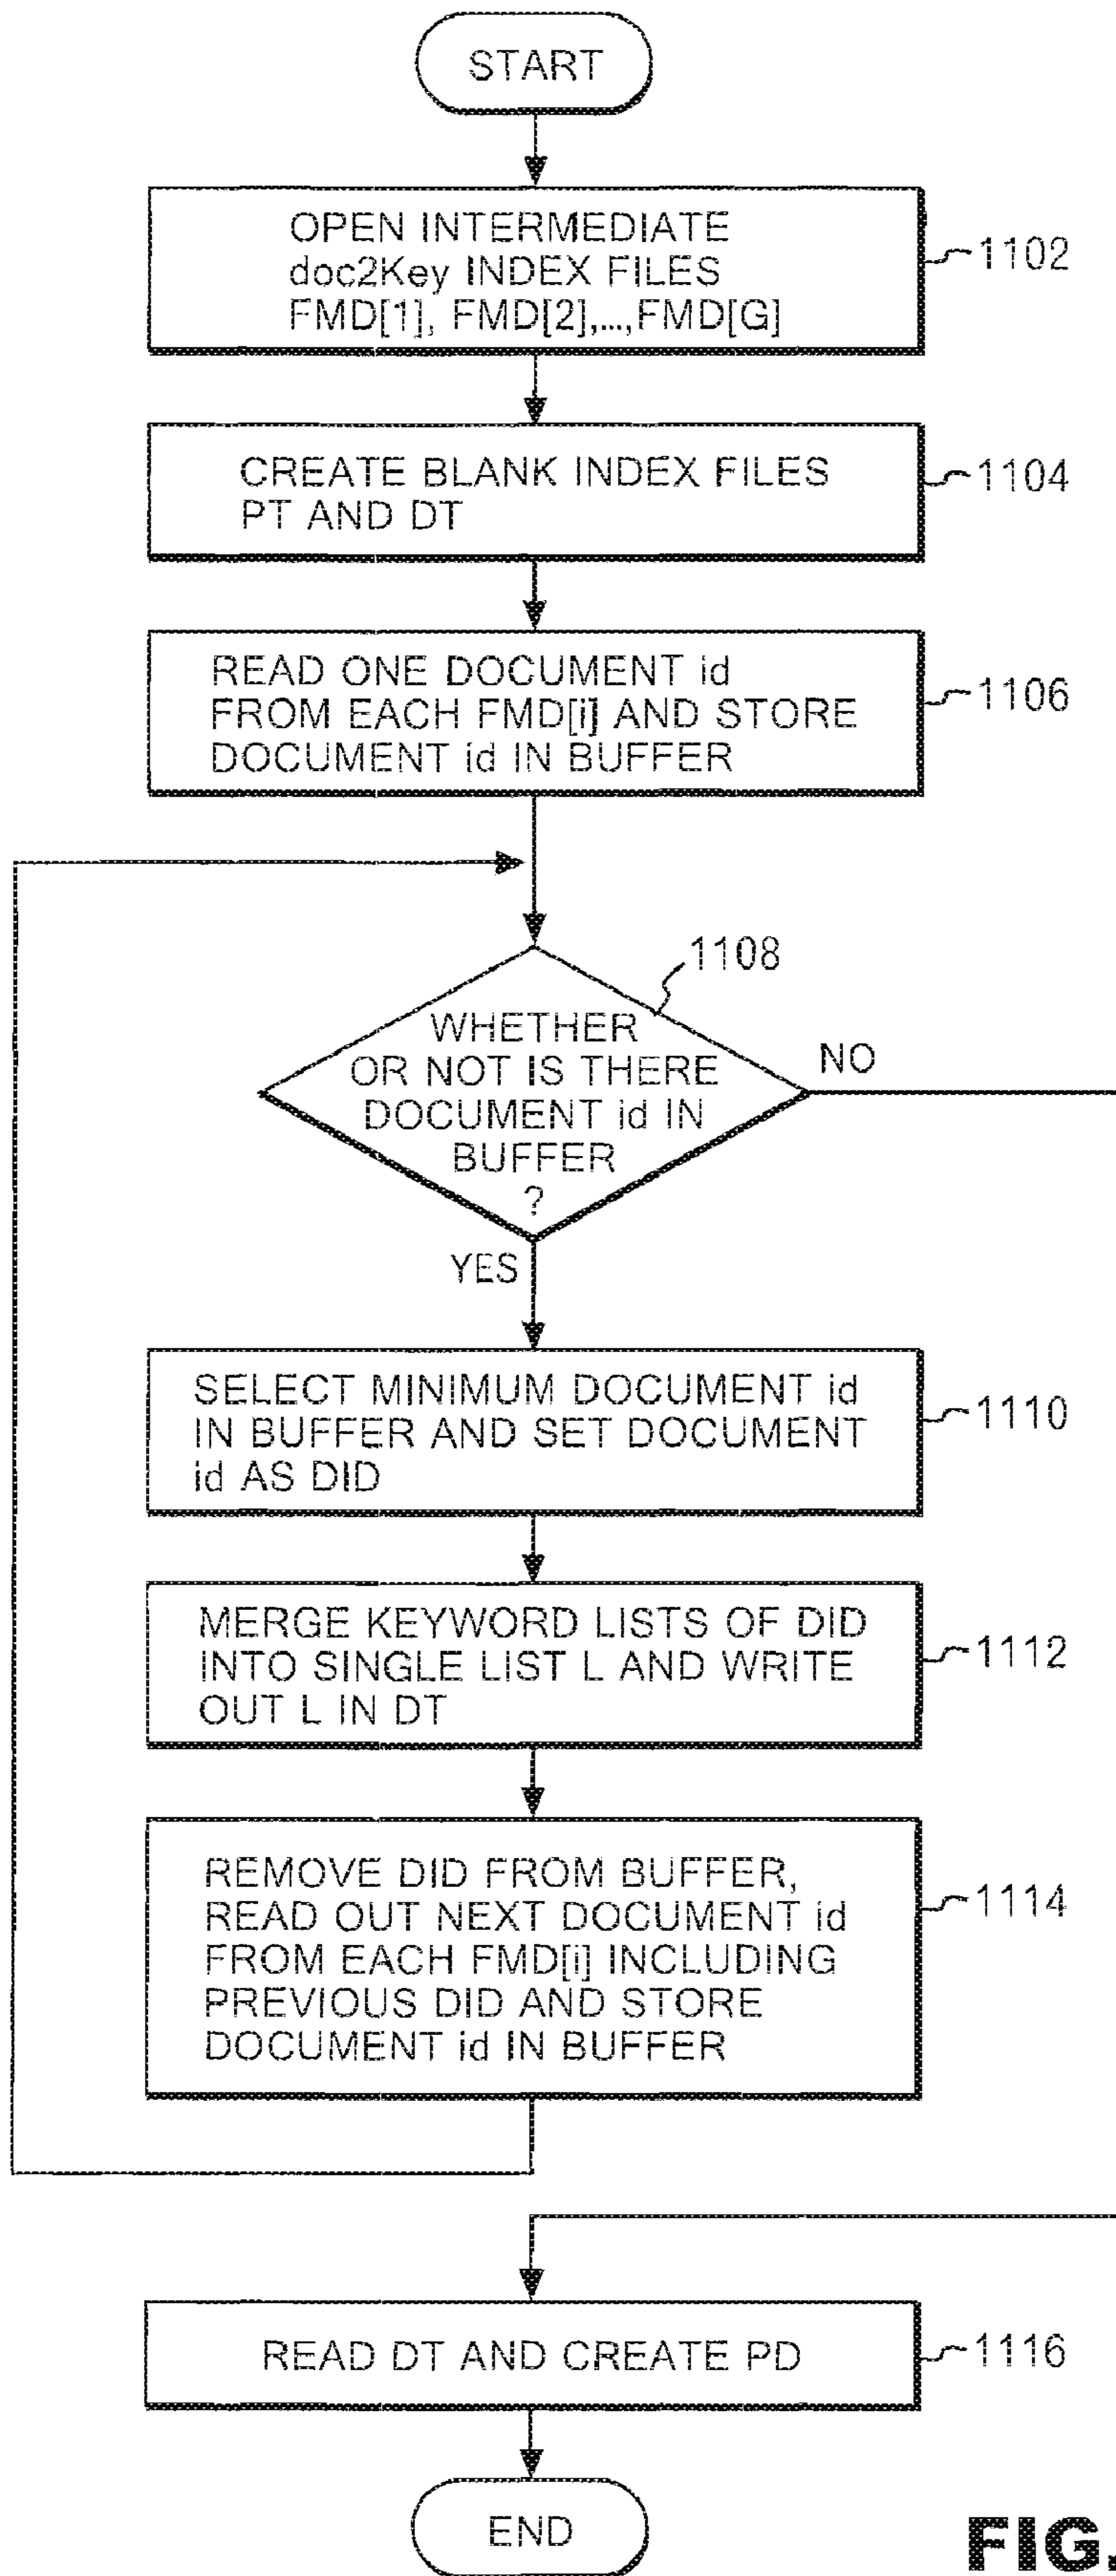 START
OPEN INTERMEDIATE
doc2Key INDEX FILES
FMD[1], FMD[2],...,FMD[G]
1102
CREATE BLANK INDEX FILES
PT AND DT
1104
READ ONE DOCUMENT id
FROM EACH FMD[i] AND STORE
DOCUMENT id IN BUFFER
1106
1108
WHETHER
OR NOT IS THERE
DOCUMENT id IN
BUFFER
?
NO
YES
SELECT MINIMUM DOCUMENT id
IN BUFFER AND SET DOCUMENT
id AS DID
1110
MERGE KEYWORD LISTS OF DID
INTO SINGLE LIST L AND WRITE
OUT L IN DT
1112
REMOVE DID FROM BUFFER,
READ OUT NEXT DOCUMENT id
FROM EACH FMD[i] INCLUDING
PREVIOUS DID AND STORE
DOCUMENT id IN BUFFER
1114
READ DT AND CREATE PD
1116
END
FIG.